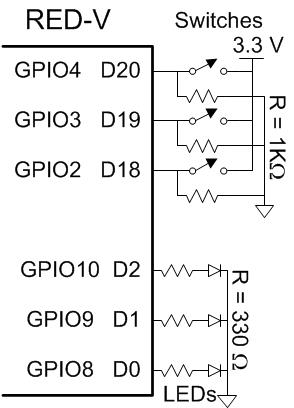 RED-V
Switches
3.3 V
GPIO4 D20
GPIO3 D19
GPIO2 D18
R = 1KΩ
GPIO10 D2
GPIO9 D1
GPIO8 D0
R = 330 Ω
LEDs